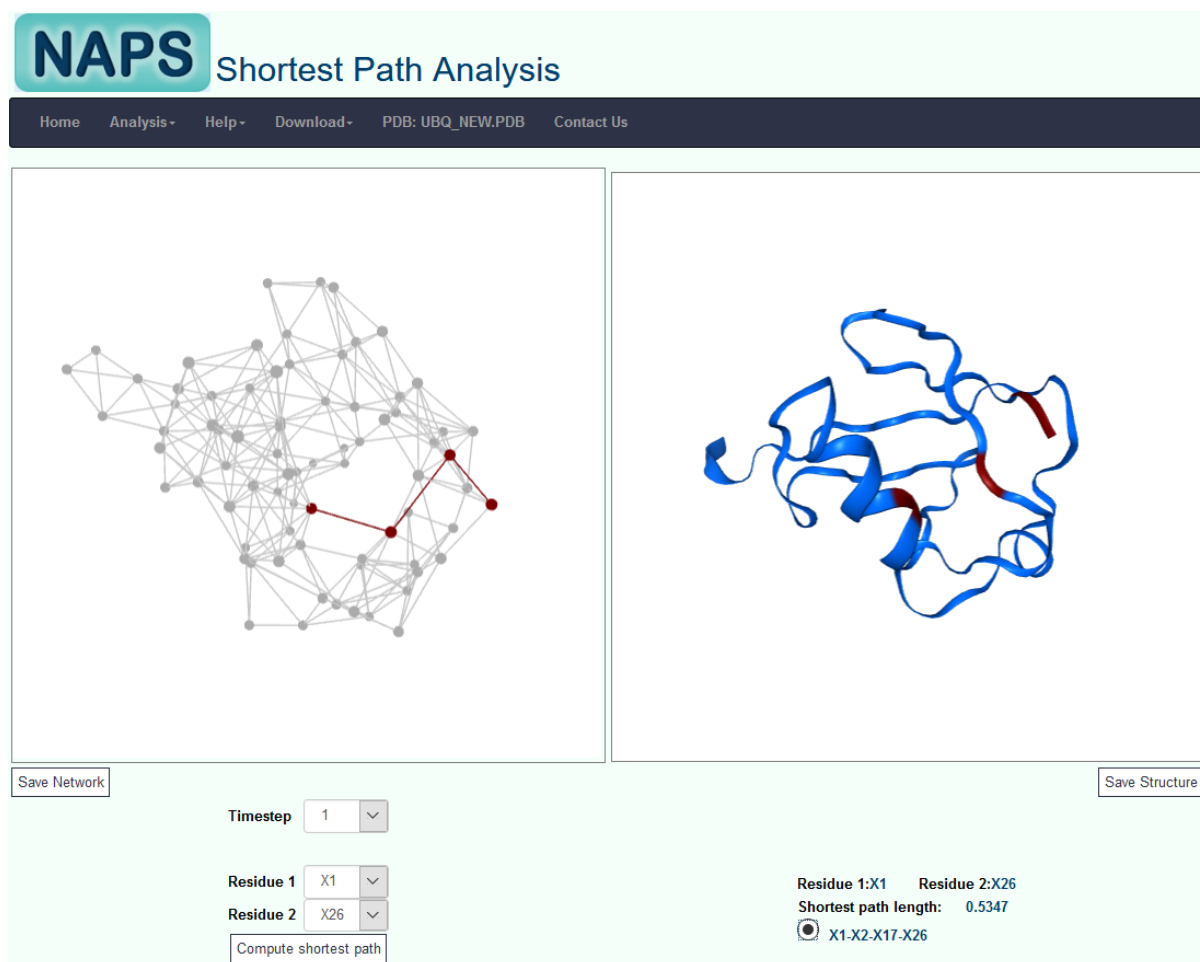 NAPS Shortest Path Analysis
Home Analysis Help Download PDB: UBQ_NEW.PDB Contact Us
Save Network
Save Structure
Timestep 1
Residue 1 X1
Residue 2 X26
Compute shortest path
Residue 1:X1 Residue 2:X26
Shortest path length: 0.5347
X1-X2-X17-X26